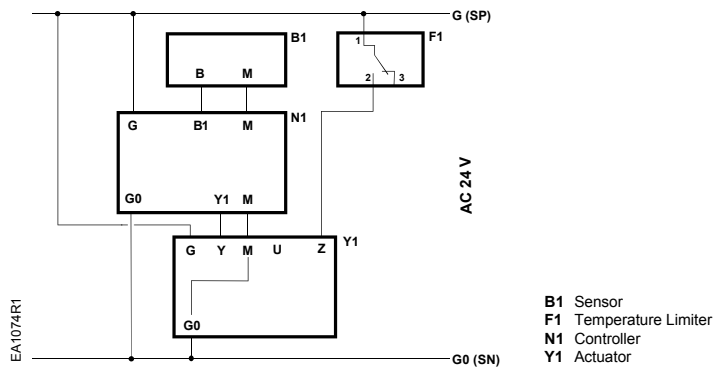 G (SP)
B1
F1
1
B M
2 3
N1
G B1 M
AC 24 V
G0 Y1 M
Y1
G Y M U Z
G0
EA1074R1
G0 (SN)
B1 Sensor
F1 Temperature Limiter
N1 Controller
Y1 Actuator